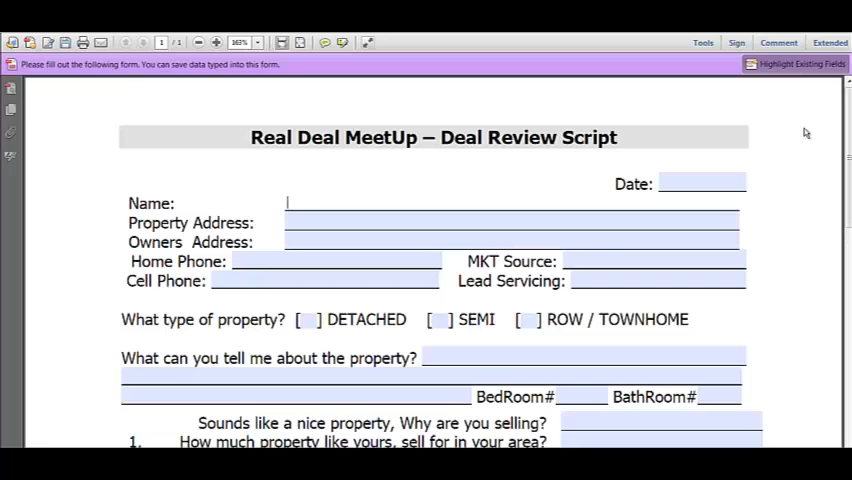 1 / 1 163% Tools Sign Comment Extended
Please fill out the following form. You can save data typed into this form. Highlight Existing Fields
Real Deal MeetUp – Deal Review Script
Date:
Name:
Property Address:
Owners Address:
Home Phone: MKT Source:
Cell Phone: Lead Servicing:
What type of property? [ ] DETACHED [ ] SEMI [ ] ROW / TOWNHOME
What can you tell me about the property?
BedRoom# BathRoom#
Sounds like a nice property, Why are you selling?
1. How much property like yours, sell for in your area?